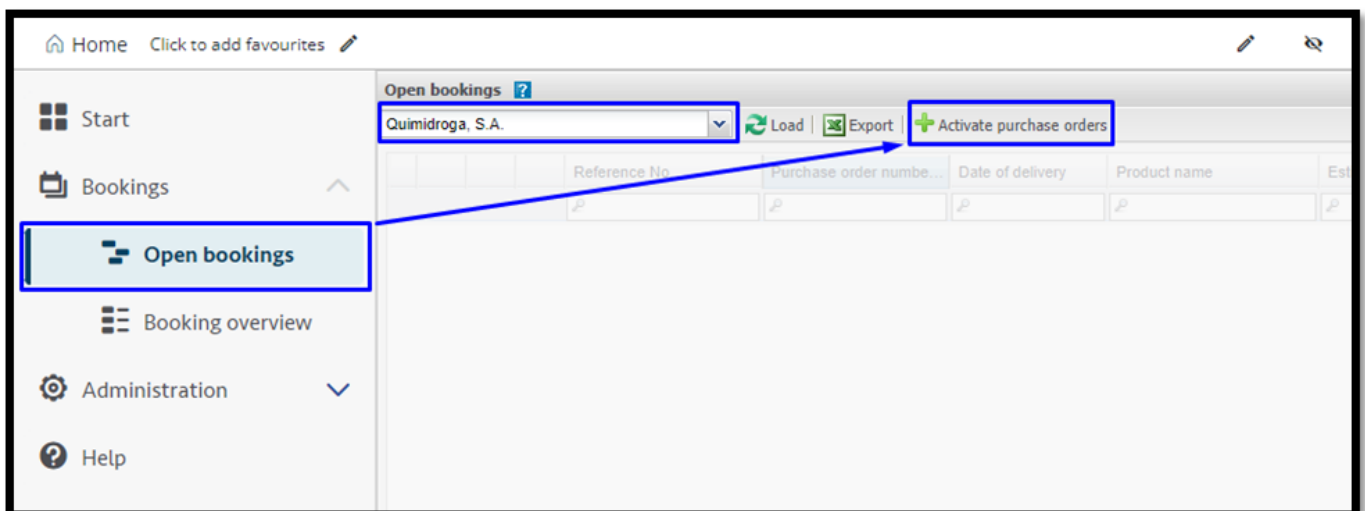 Home Click to add favourites
Open bookings ?
Start
Quimidroga, S.A. Load | Export | Activate purchase orders
Reference No Purchase order numbe... Date of delivery Product name Est
Bookings
Open bookings
Booking overview
Administration
Help